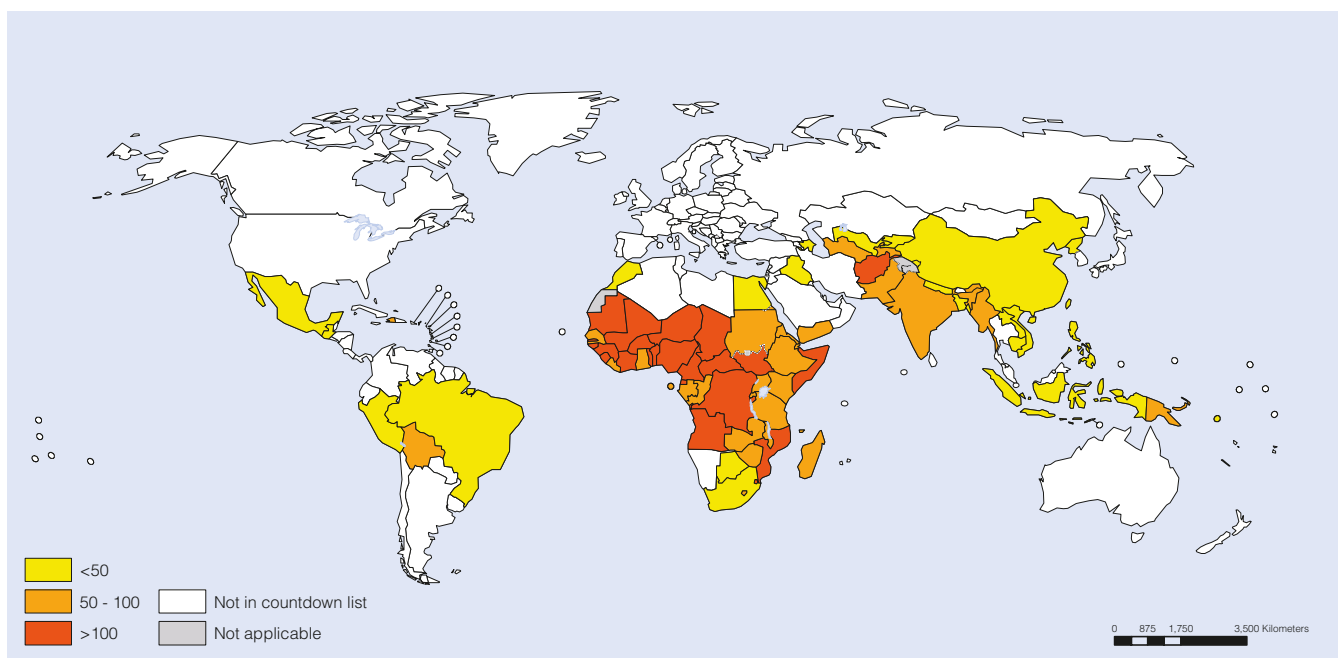 <50
50 - 100
Not in countdown list
>100
Not applicable
0 875 1,750 3,500 Kilometers